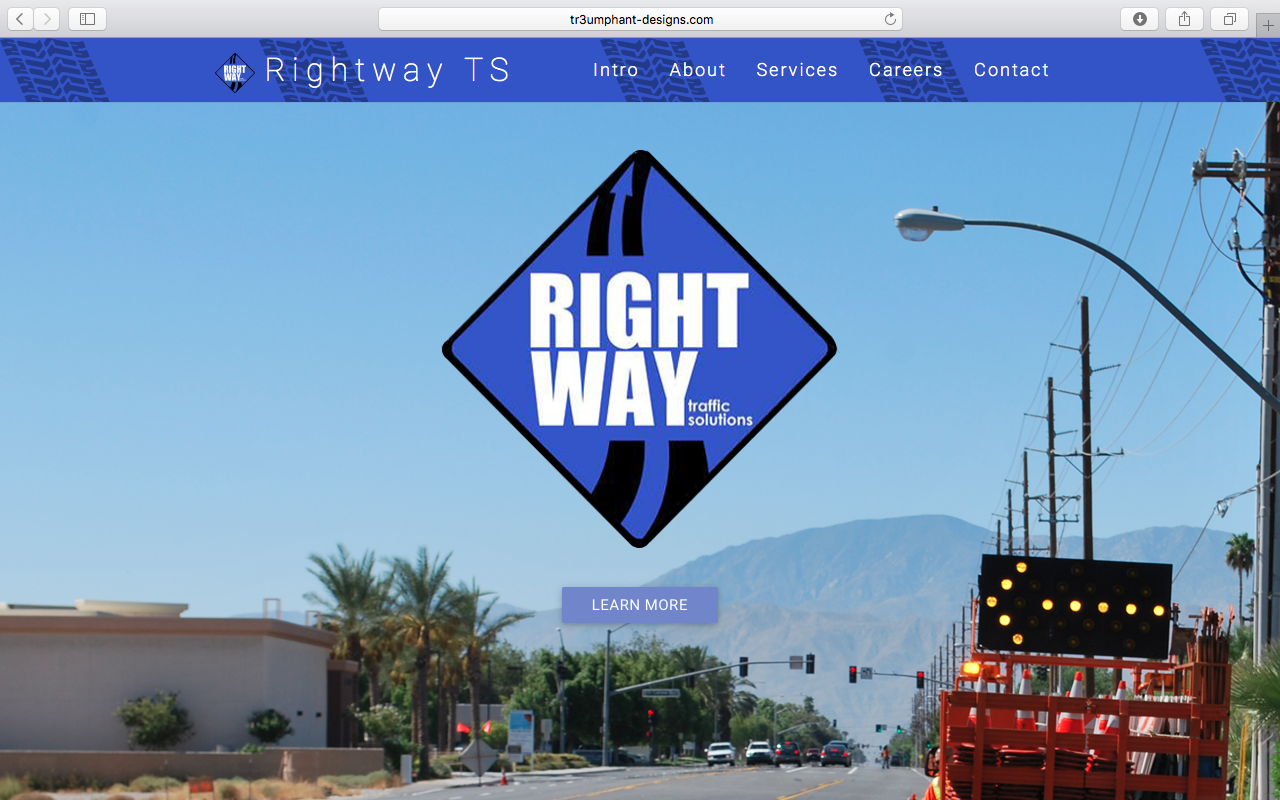 tr3umphant-designs.com
RIGHT
WAY
Rightway TS
Intro
About
Services
Careers
Contact
RIGHT
WAY
traffic
solutions
LEARN MORE